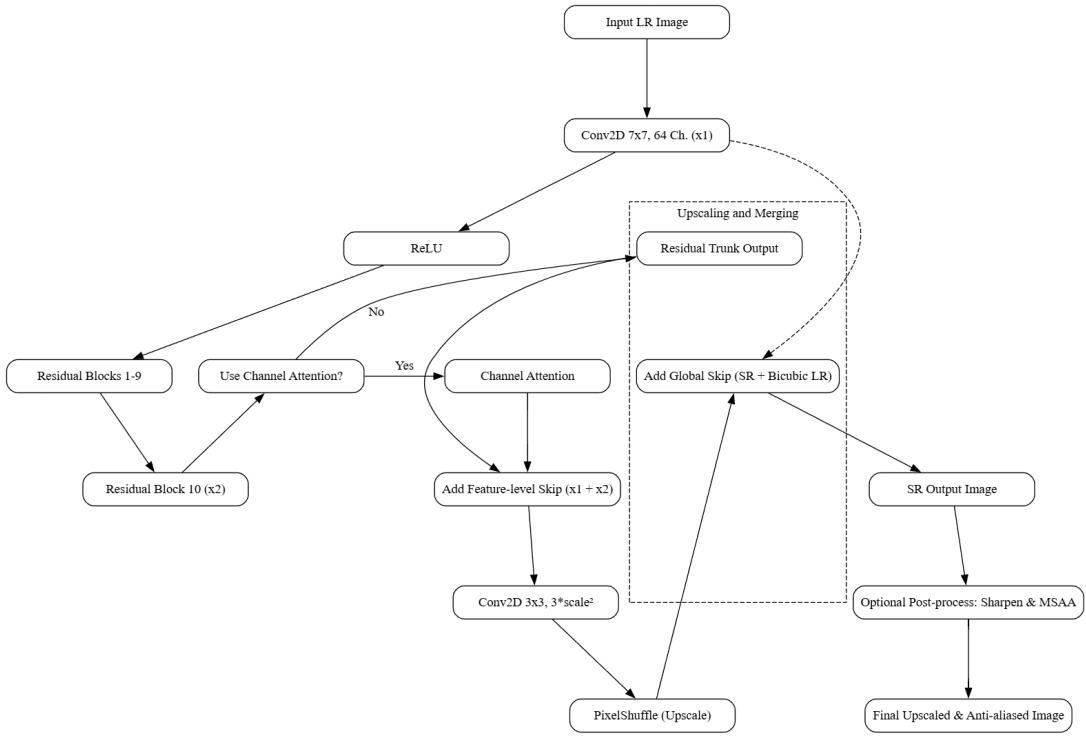 Input LR Image
Conv2D 7x7, 64 Ch. (x1)
Upscaling and Merging
ReLU
Residual Trunk Output
No
Residual Blocks 1-9
Use Channel Attention?
Yes
Channel Attention
Add Global Skip (SR + Bicubic LR)
Residual Block 10 (x2)
Add Feature-level Skip (x1 + x2)
SR Output Image
Conv2D 3x3, 3*scale²
Optional Post-process: Sharpen & MSAA
PixelShuffle (Upscale)
Final Upscaled & Anti-aliased Image